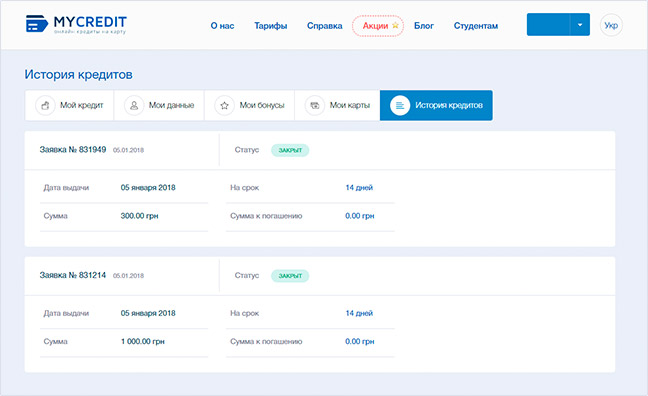 MYCREDIT
онлайн кредиты на карту
О нас Тарифы Справка Акции Блог Студентам Укр
История кредитов
Мой кредит Мои данные Мои бонусы Мои карты История кредитов
Заявка № 831949 05.01.2018 Статус ЗАКРЫТ
Дата выдачи 05 января 2018 На срок 14 дней
Сумма 300.00 грн Сумма к погашению 0.00 грн
Заявка № 831214 05.01.2018 Статус ЗАКРЫТ
Дата выдачи 05 января 2018 На срок 14 дней
Сумма 1 000.00 грн Сумма к погашению 0.00 грн